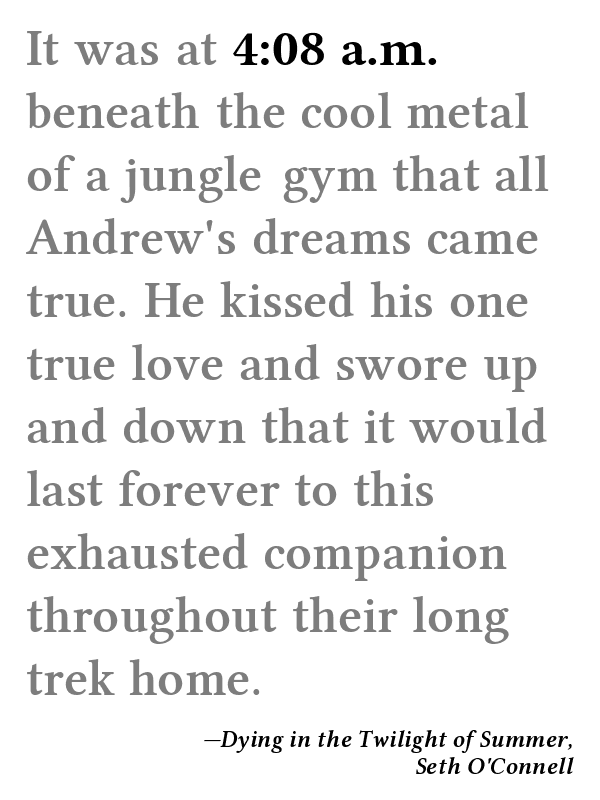 It was at 4:08 a.m.
beneath the cool metal
of a jungle gym that all
Andrew's dreams came
true. He kissed his one
true love and swore up
and down that it would
last forever to this
exhausted companion
throughout their long
trek home.
—Dying in the Twilight of Summer,
Seth O'Connell